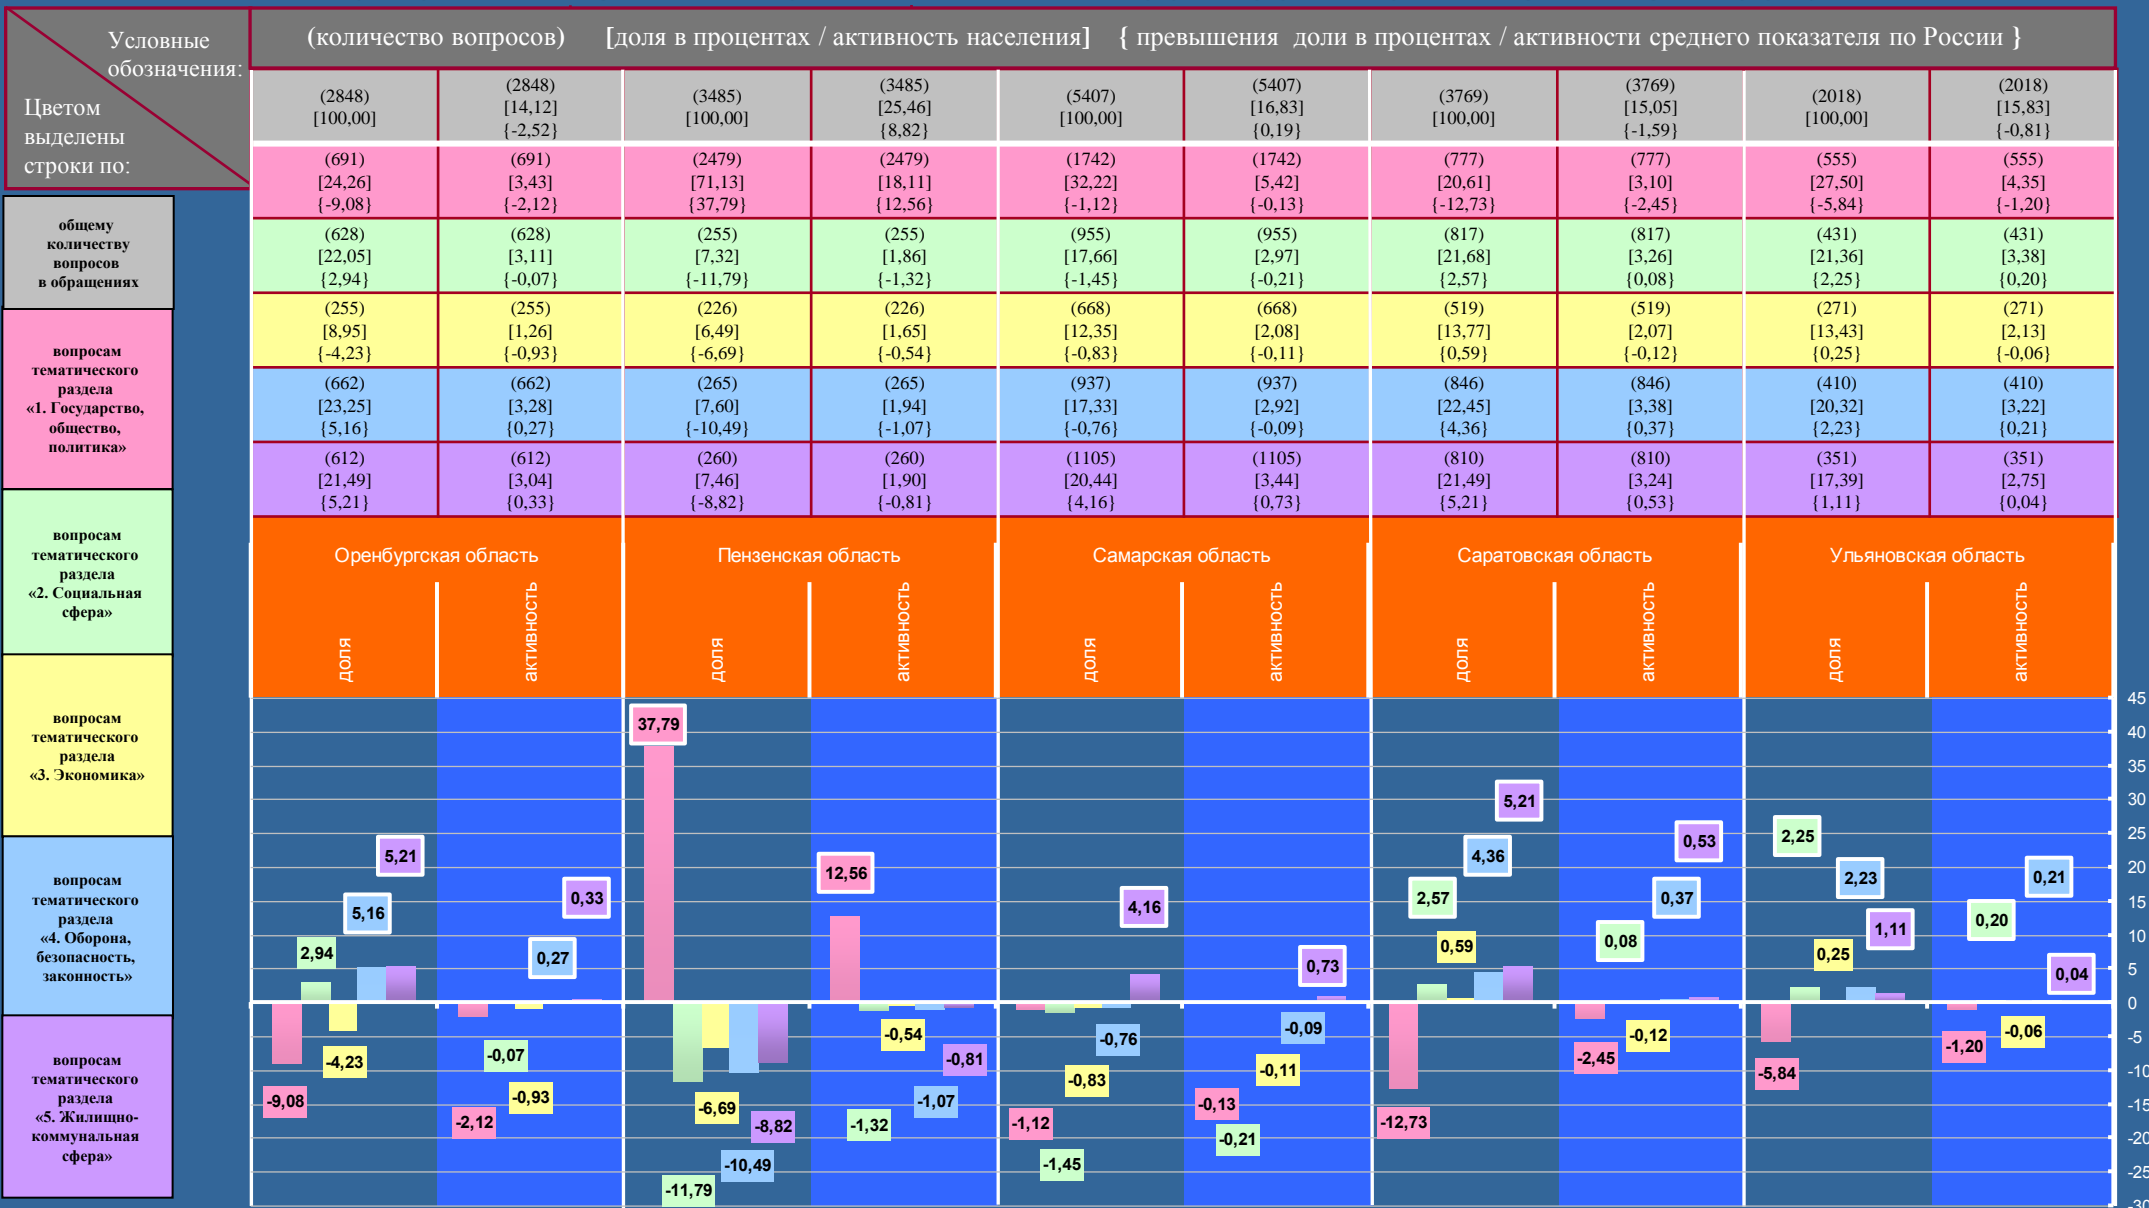 Условные
обозначения:
Цветом
выделены
строки по:
(количество вопросов) [доля в процентах / активность населения] { превышения доли в процентах / активности среднего показателя по России }
(2848) (2848) (3485) (3485) (5407) (5407) (3769) (3769) (2018) (2018)
[100,00] [14,12] [100,00] [25,46] [100,00] [16,83] [100,00] [15,05] [100,00] [15,83]
{-2,52} {8,82} {0,19} {-1,59} {-0,81}
(691) (691) (2479) (2479) (1742) (1742) (777) (777) (555) (555)
[24,26] [3,43] [71,13] [18,11] [32,22] [5,42] [20,61] [3,10] [27,50] [4,35]
{-9,08} {-2,12} {37,79} {12,56} {-1,12} {-0,13} {-12,73} {-2,45} {-5,84} {-1,20}
(628) (628) (255) (255) (955) (955) (817) (817) (431) (431)
[22,05] [3,11] [7,32] [1,86] [17,66] [2,97] [21,68] [3,26] [21,36] [3,38]
{2,94} {-0,07} {-11,79} {-1,32} {-1,45} {-0,21} {2,57} {0,08} {2,25} {0,20}
(255) (255) (226) (226) (668) (668) (519) (519) (271) (271)
[8,95] [1,26] [6,49] [1,65] [12,35] [2,08] [13,77] [2,07] [13,43] [2,13]
{-4,23} {-0,93} {-6,69} {-0,54} {-0,83} {-0,11} {0,59} {-0,12} {0,25} {-0,06}
(662) (662) (265) (265) (937) (937) (846) (846) (410) (410)
[23,25] [3,28] [7,60] [1,94] [17,33] [2,92] [22,45] [3,38] [20,32] [3,22]
{5,16} {0,27} {-10,49} {-1,07} {-0,76} {-0,09} {4,36} {0,37} {2,23} {0,21}
(612) (612) (260) (260) (1105) (1105) (810) (810) (351) (351)
[21,49] [3,04] [7,46] [1,90] [20,44] [3,44] [21,49] [3,24] [17,39] [2,75]
{5,21} {0,33} {-8,82} {-0,81} {4,16} {0,73} {5,21} {0,53} {1,11} {0,04}
общему
количеству
вопросов
в обращениях
вопросам
тематического
раздела
«1. Государство,
общество,
политика»
вопросам
тематического
раздела
«2. Социальная
сфера»
вопросам
тематического
раздела
«3. Экономика»
вопросам
тематического
раздела
«4. Оборона,
безопасность,
законность»
вопросам
тематического
раздела
«5. Жилищно-
коммунальная
сфера»
Оренбургская область Пензенская область Самарская область Саратовская область Ульяновская область
доля активность доля активность доля активность доля активность доля активность
-9,08 2,94 -4,23 5,16 5,21
-2,12 -0,07 -0,93 0,27 0,33
37,79 -11,79 -6,69 -10,49 -8,82
12,56 -1,32 -0,54 -1,07 -0,81
-1,12 -1,45 -0,83 -0,76 4,16
-0,13 -0,21 -0,11 -0,09 0,73
-12,73 2,57 0,59 4,36 5,21
-2,45 0,08 -0,12 0,37 0,53
-5,84 2,25 0,25 2,23 1,11
-1,20 0,20 -0,06 0,21 0,04
45
40
35
30
25
20
15
10
5
0
-5
-10
-15
-20
-25
-30